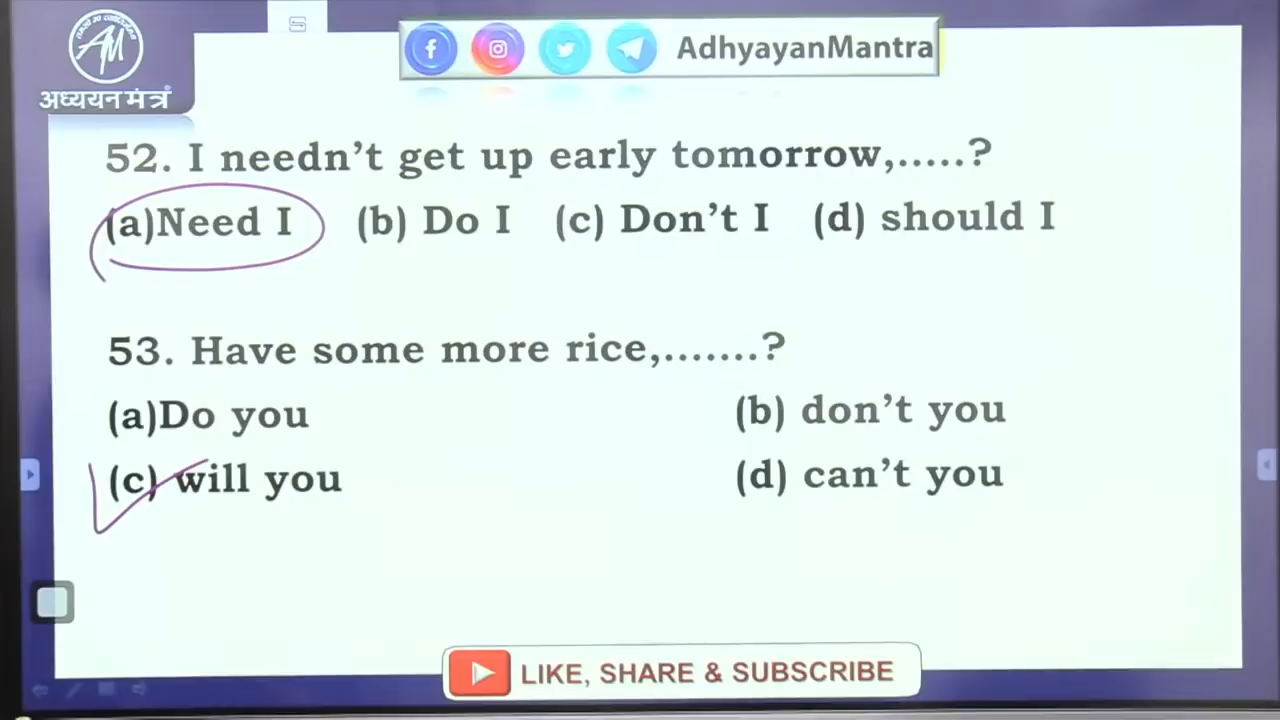 AM
अध्ययन मंत्रं
AdhyayanMantra
52. I needn't get up early tomorrow,.....?
(a)Need I (b) Do I (c) Don't I (d) should I
53. Have some more rice,.......?
(a)Do you (b) don't you
(c) will you (d) can't you
LIKE, SHARE & SUBSCRIBE